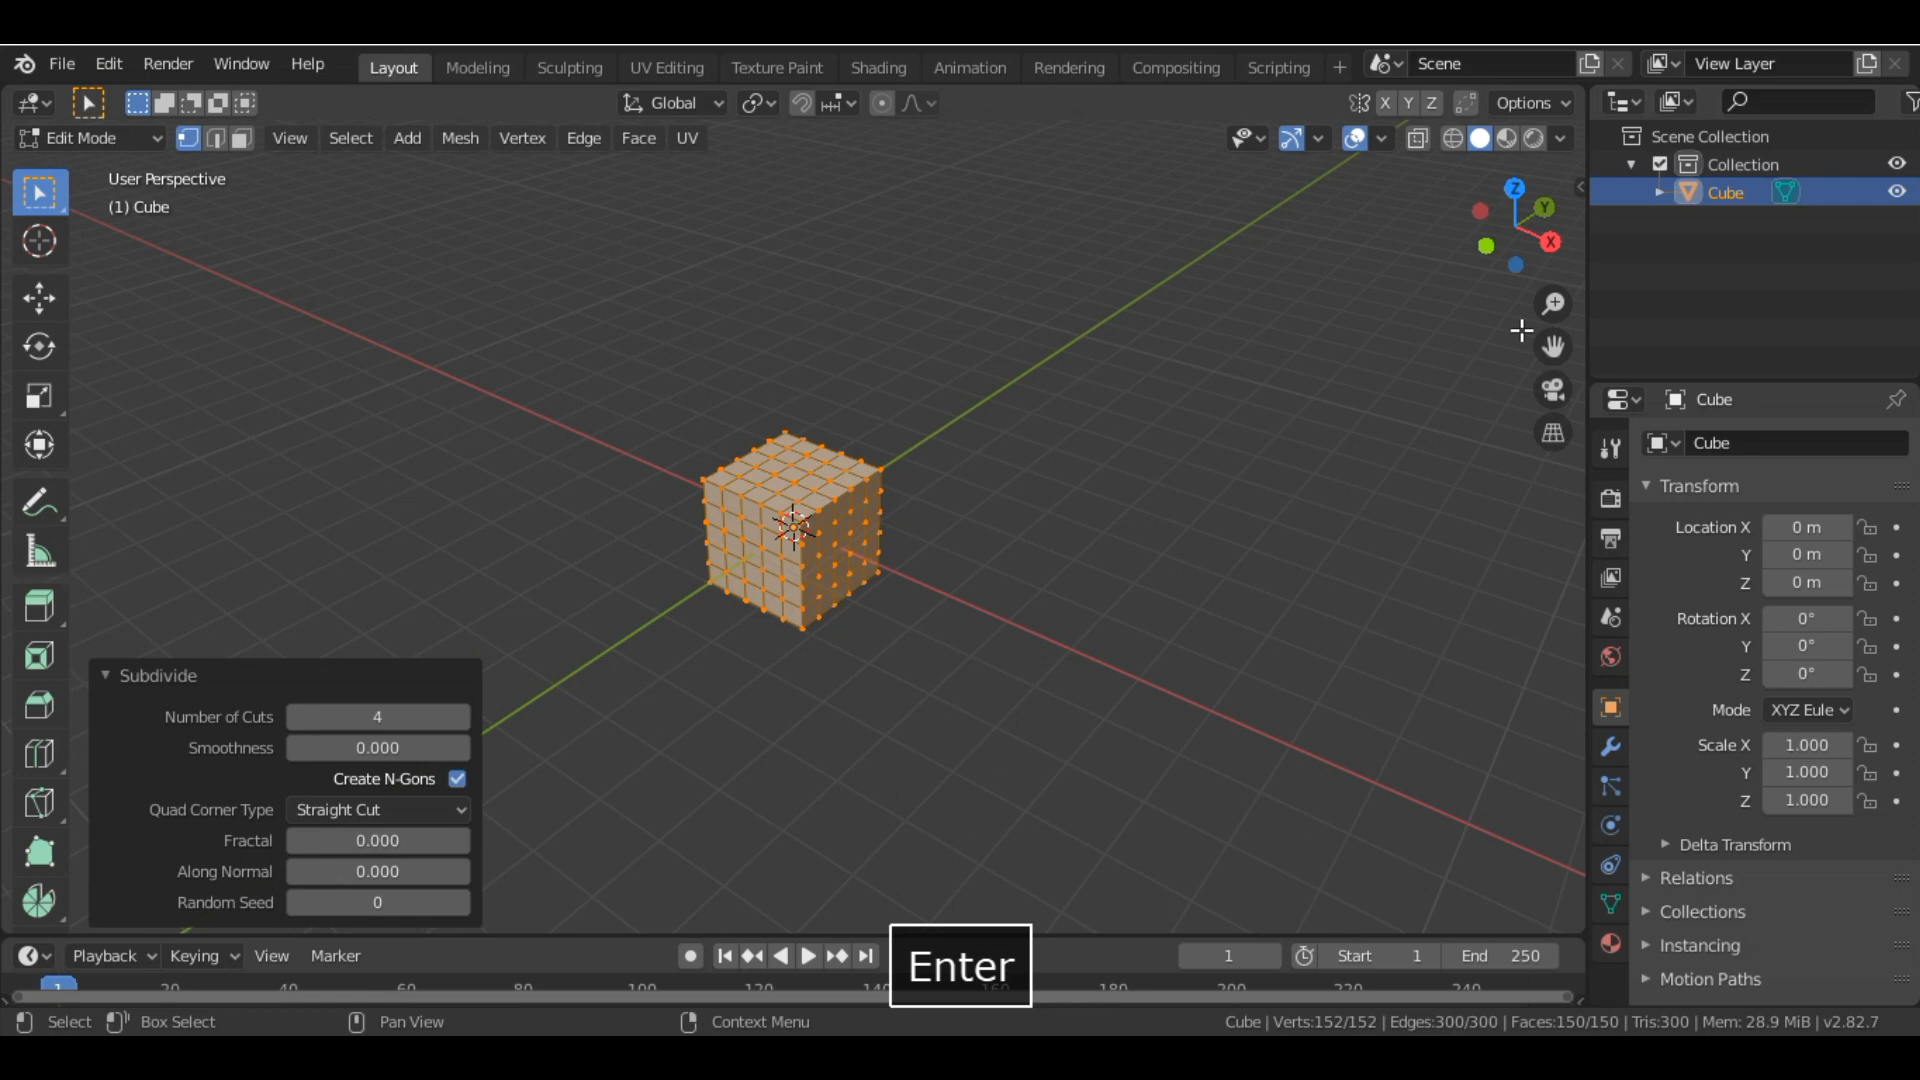 File Edit Render Window Help Layout Modeling Sculpting UV Editing Texture Paint Shading Animation Rendering Compositing Scripting + Scene View Layer
Global X Y Z Options
Edit Mode View Select Add Mesh Vertex Edge Face UV
User Perspective
(1) Cube
Z
Y
X
Scene Collection
Collection
Cube
Cube
Cube
Transform
Location X 0 m
Y 0 m
Z 0 m
Rotation X 0°
Y 0°
Z 0°
Mode XYZ Eule
Scale X 1.000
Y 1.000
Z 1.000
Delta Transform
Relations
Collections
Instancing
Motion Paths
Subdivide
Number of Cuts 4
Smoothness 0.000
Create N-Gons
Quad Corner Type Straight Cut
Fractal 0.000
Along Normal 0.000
Random Seed 0
Playback Keying View Marker 1 Start 1 End 250
Enter
1 20 40 60 80 100 120 140 160 180 200 220 240
Select Box Select Pan View Context Menu Cube | Verts:152/152 | Edges:300/300 | Faces:150/150 | Tris:300 | Mem: 28.9 MiB | v2.82.7